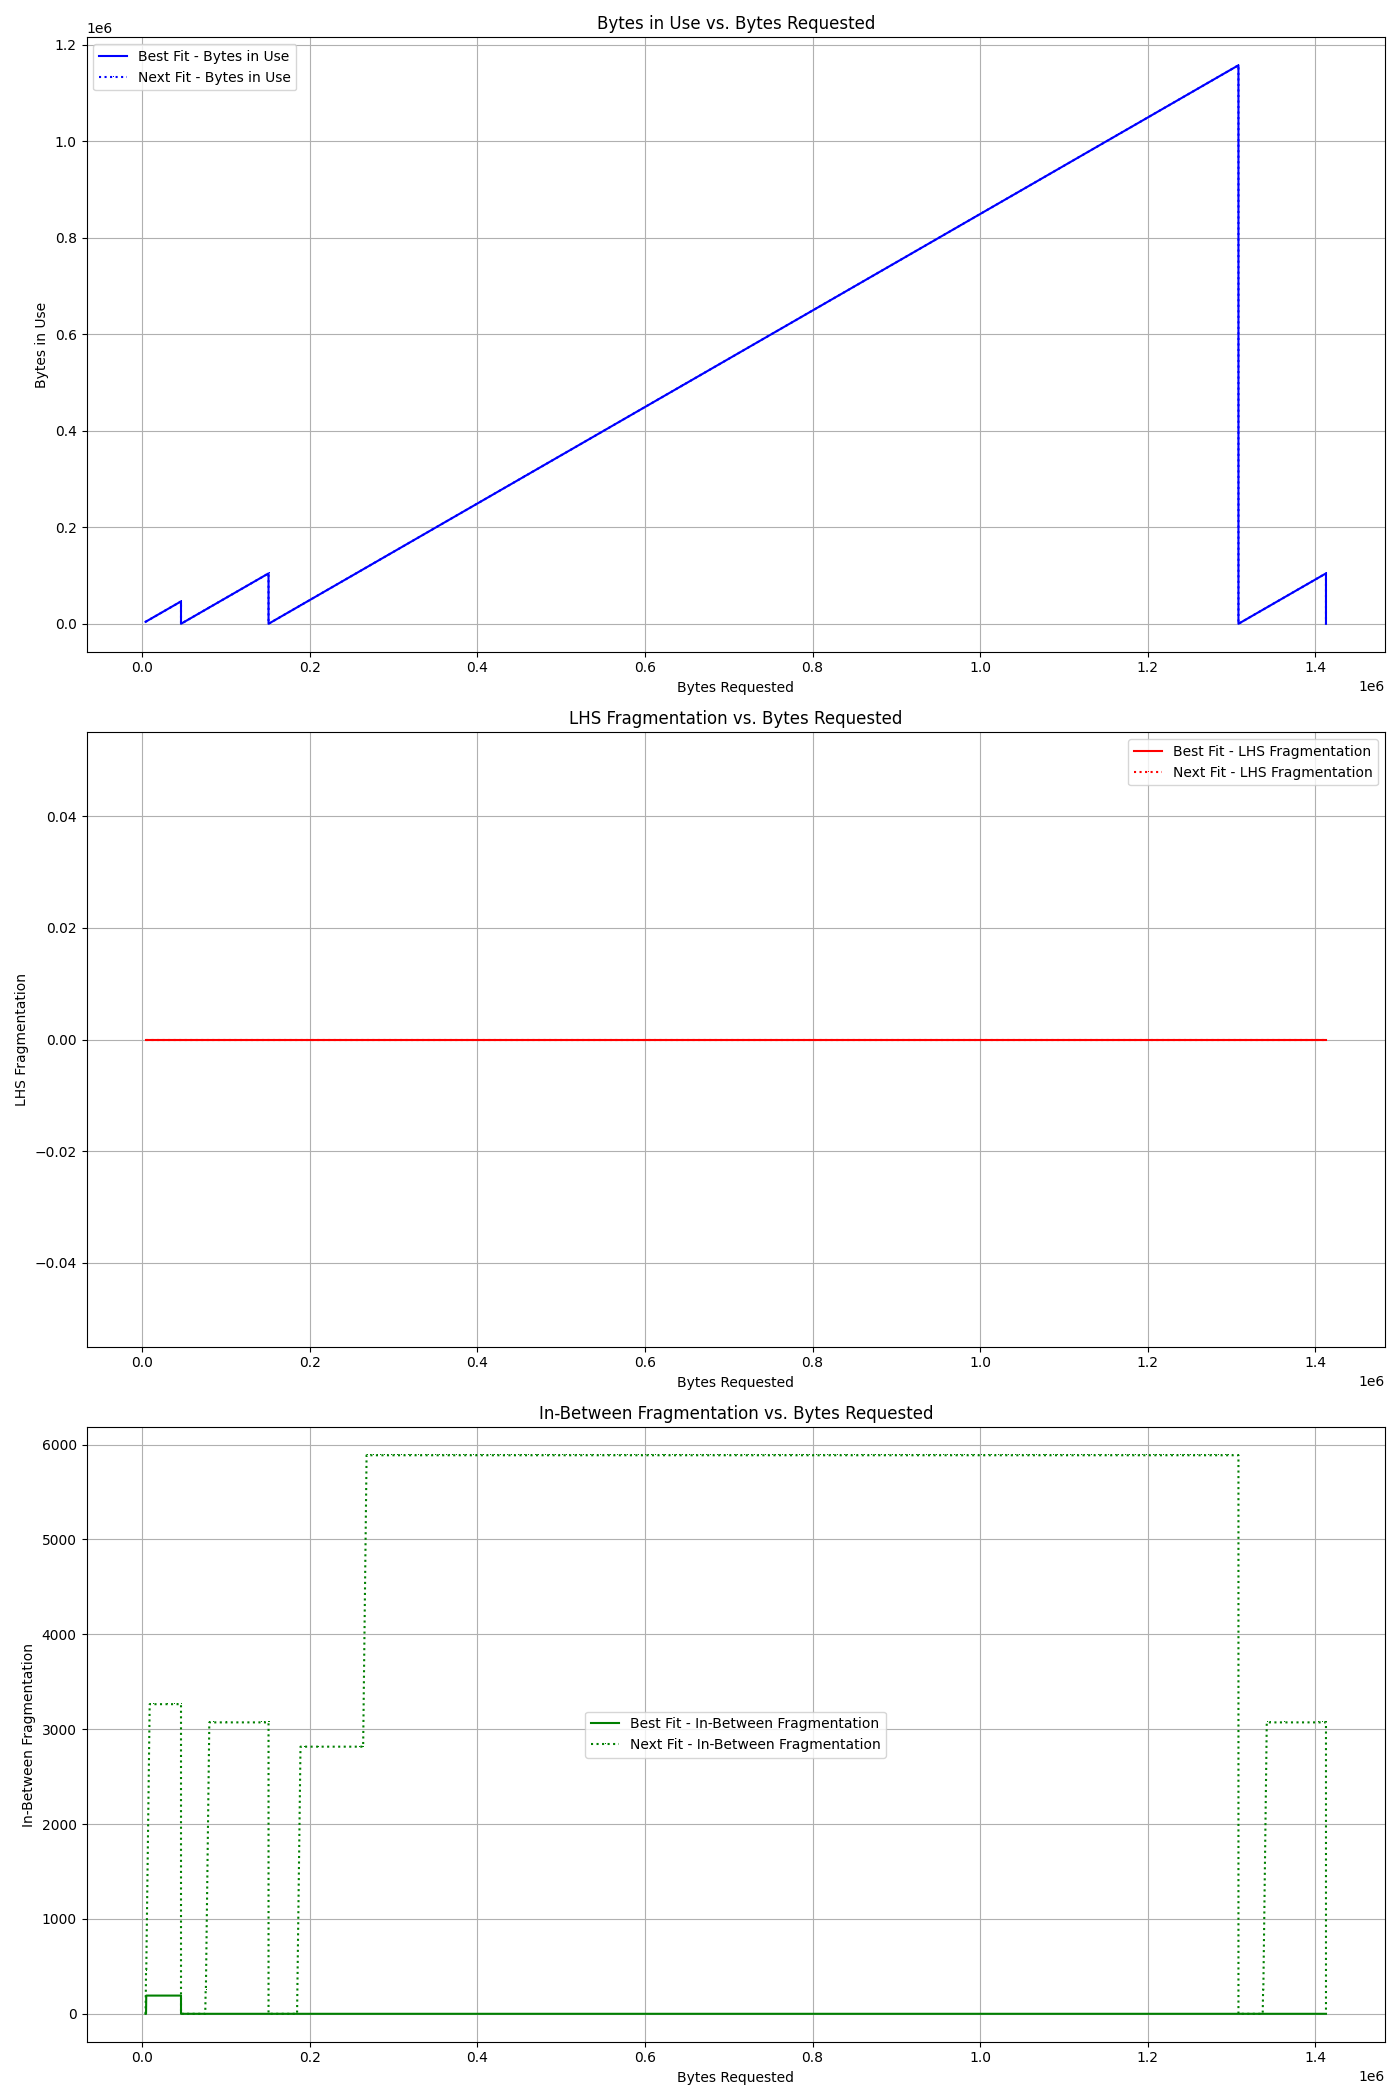 Bytes in Use vs. Bytes Requested
1e6
Best Fit - Bytes in Use
Next Fit - Bytes in Use
1.2
1.0
0.8
0.6
0.4
0.2
0.0
Bytes in Use
0.0 0.2 0.4 0.6 0.8 1.0 1.2 1.4
1e6
Bytes Requested
LHS Fragmentation vs. Bytes Requested
Best Fit - LHS Fragmentation
Next Fit - LHS Fragmentation
0.04
0.02
0.00
−0.02
−0.04
LHS Fragmentation
0.0 0.2 0.4 0.6 0.8 1.0 1.2 1.4
1e6
Bytes Requested
In-Between Fragmentation vs. Bytes Requested
6000
5000
4000
3000
2000
1000
0
In-Between Fragmentation
Best Fit - In-Between Fragmentation
Next Fit - In-Between Fragmentation
0.0 0.2 0.4 0.6 0.8 1.0 1.2 1.4
1e6
Bytes Requested